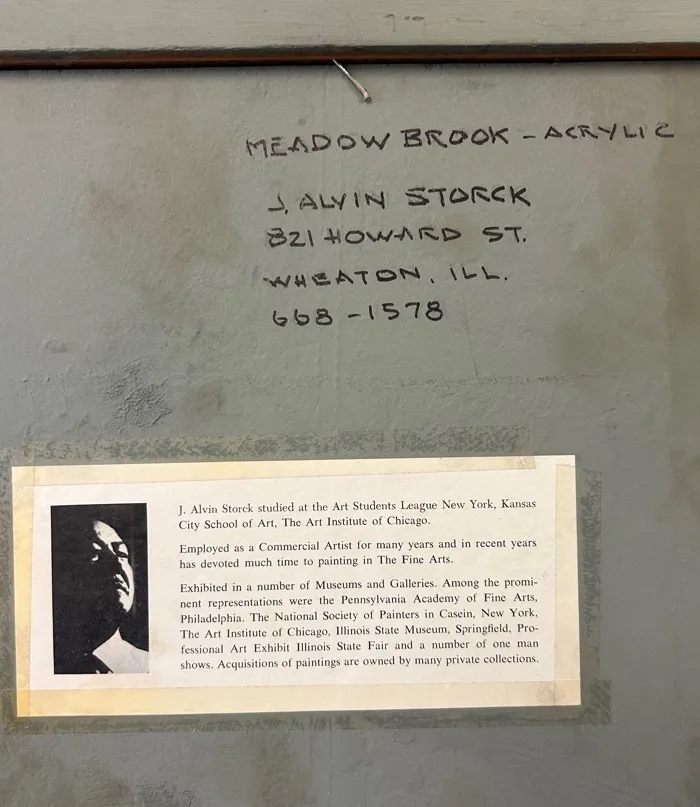 MEADOW BROOK - ACRYLIC
J. ALVIN STORCK
821 HOWARD ST.
WHEATON, ILL.
668-1578
J. Alvin Storck studied at the Art Students League New York, Kansas
City School of Art, The Art Institute of Chicago.
Employed as a Commercial Artist for many years and in recent years
has devoted much time to painting in The Fine Arts.
Exhibited in a number of Museums and Galleries. Among the promi-
nent representations were the Pennsylvania Academy of Fine Arts,
Philadelphia. The National Society of Painters in Casein, New York,
The Art Institute of Chicago, Illinois State Museum, Springfield, Pro-
fessional Art Exhibit Illinois State Fair and a number of one man
shows. Acquisitions of paintings are owned by many private collections.